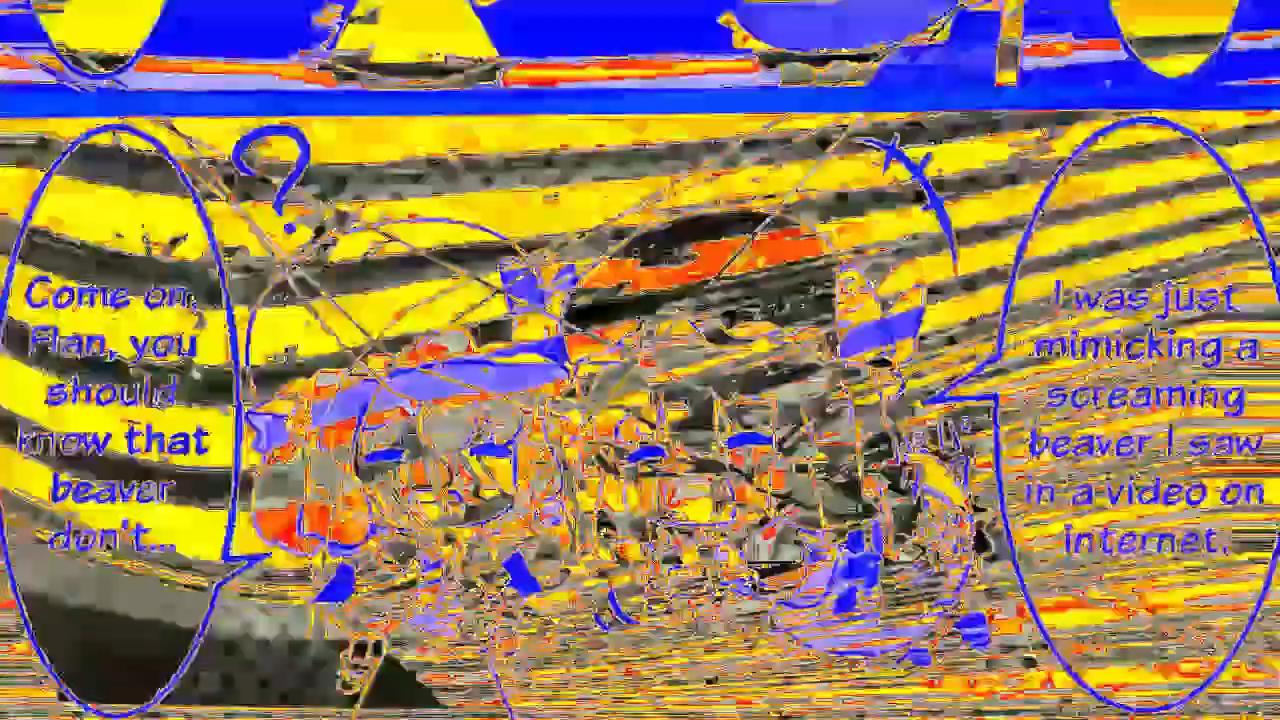 Come on,
Flan, you
should
know that
beaver
don't...
I was just
mimicking a
screaming
beaver I saw
in a video on
internet.